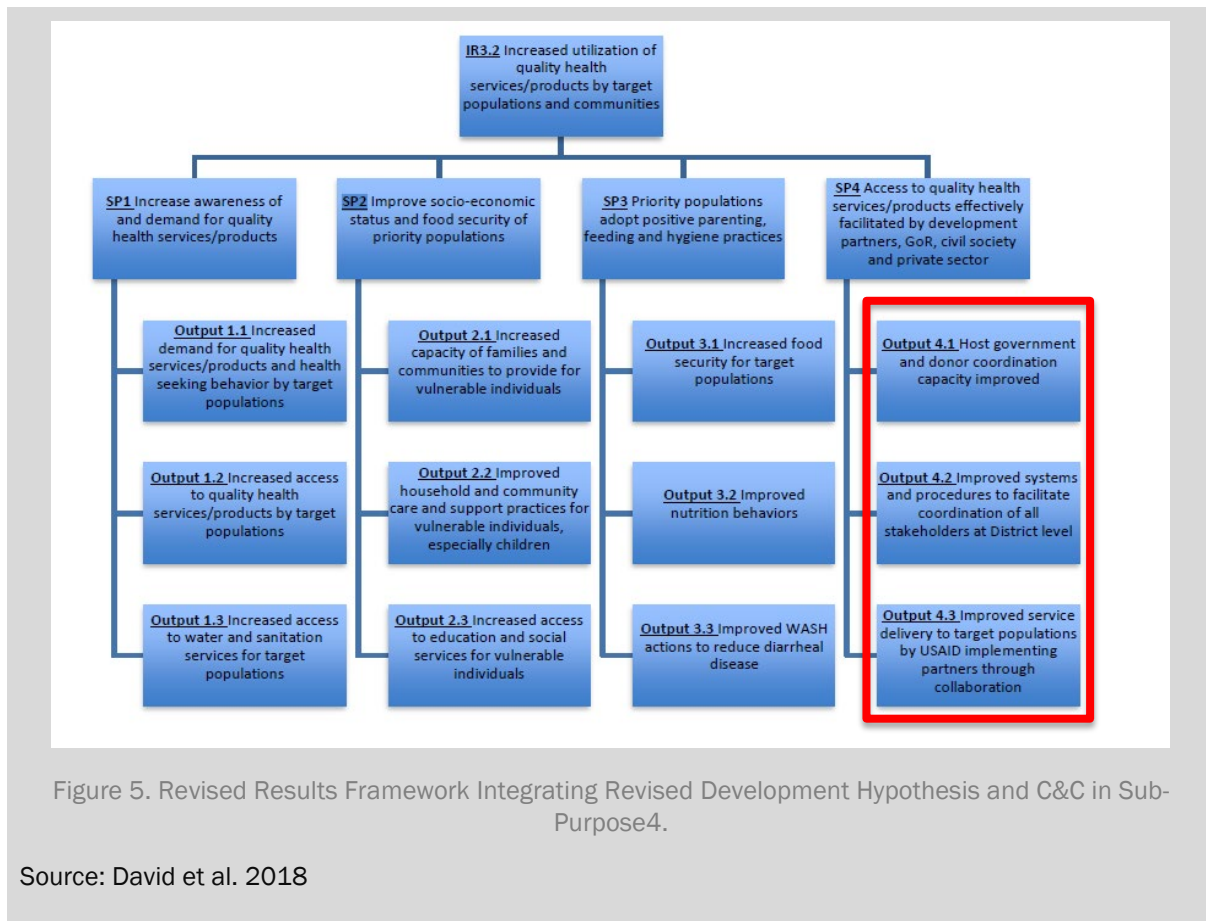 IR3.2 Increased utilization of
quality health
services/products by target
populations and communities
SP1 Increase awareness of
and demand for quality
health services/products
SP2 Improve socio-economic
status and food security of
priority populations
SP3 Priority populations
adopt positive parenting,
feeding and hygiene practices
SP4 Access to quality health
services/products effectively
facilitated by development
partners, GoR, civil society
and private sector
Output 1.1 Increased
demand for quality health
services/products and health
seeking behavior by target
populations
Output 2.1 Increased
capacity of families and
communities to provide for
vulnerable individuals
Output 3.1 Increased food
security for target
populations
Output 4.1 Host government
and donor coordination
capacity improved
Output 1.2 Increased access
to quality health
services/products by target
populations
Output 2.2 Improved
household and community
care and support practices for
vulnerable individuals,
especially children
Output 3.2 Improved
nutrition behaviors
Output 4.2 Improved systems
and procedures to facilitate
coordination of all
stakeholders at District level
Output 1.3 Increased access
to water and sanitation
services for target
populations
Output 2.3 Increased access
to education and social
services for vulnerable
individuals
Output 3.3 Improved WASH
actions to reduce diarrheal
disease
Output 4.3 Improved service
delivery to target populations
by USAID implementing
partners through
collaboration
Figure 5. Revised Results Framework Integrating Revised Development Hypothesis and C&C in Sub-
Purpose4.
Source: David et al. 2018